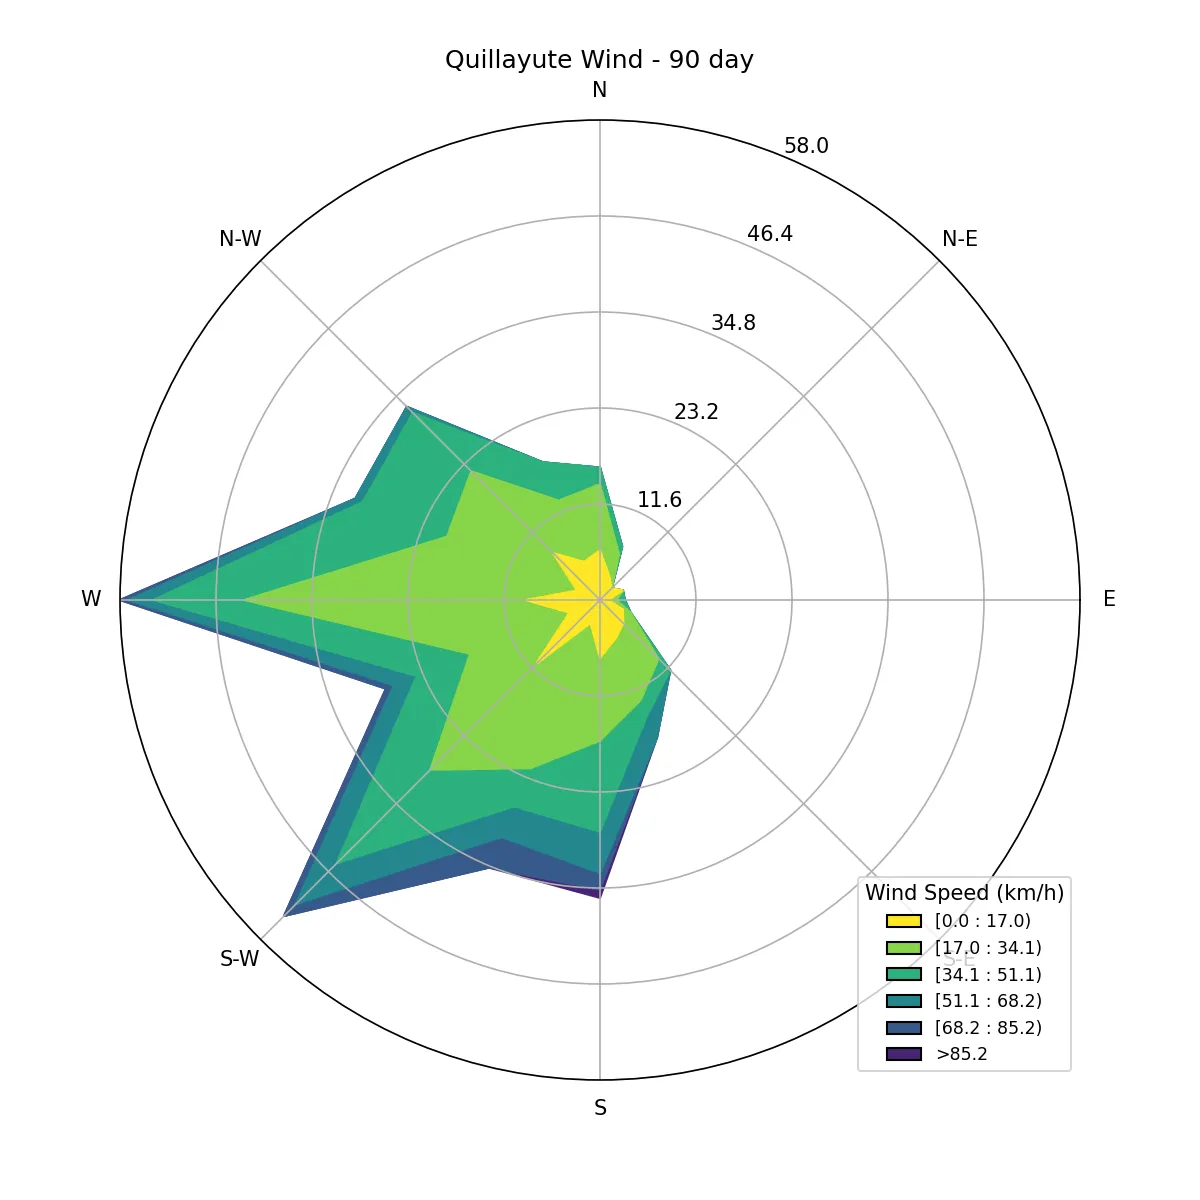 Quillayute Wind - 90 day
N
58.0
N-W
46.4
N-E
34.8
23.2
11.6
W
E
S-W
S-E
S
Wind Speed (km/h)
[0.0 : 17.0)
[17.0 : 34.1)
[34.1 : 51.1)
[51.1 : 68.2)
[68.2 : 85.2)
>85.2